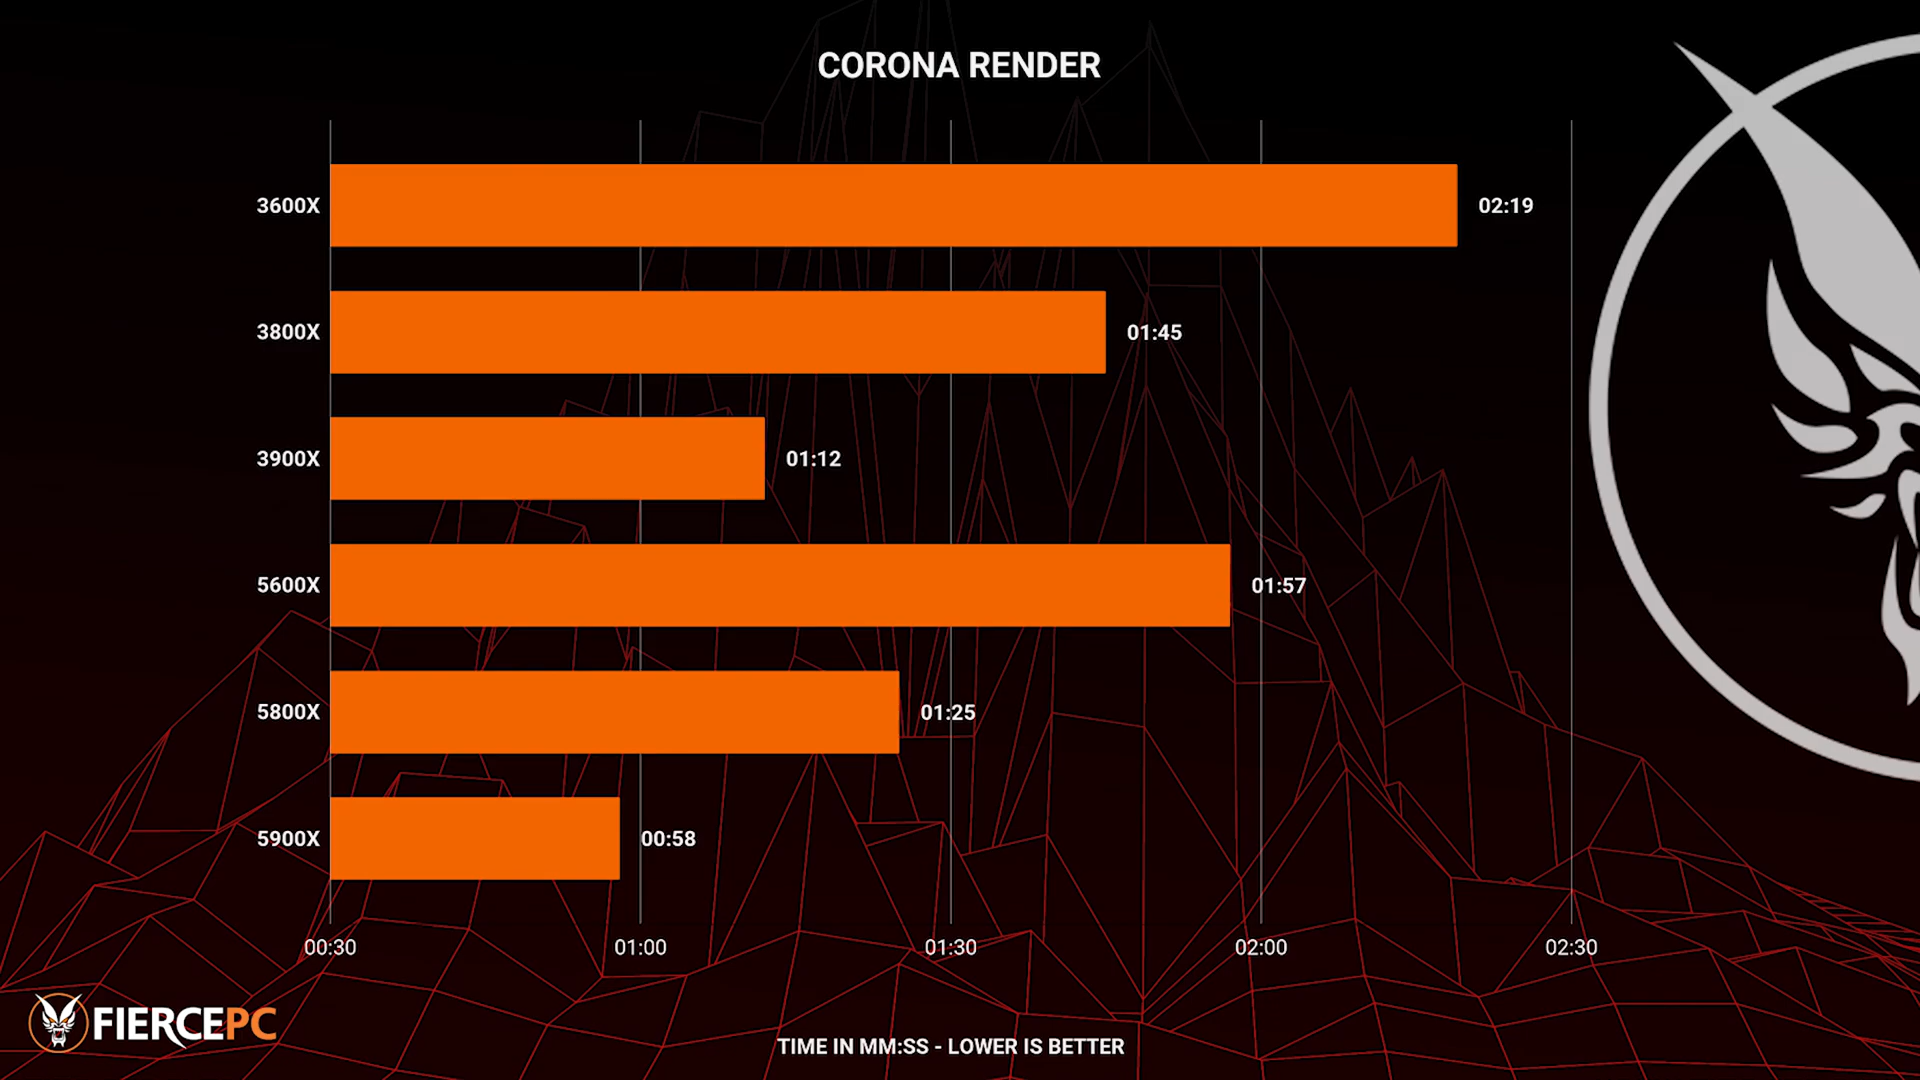 CORONA RENDER
3600X 02:19
3800X 01:45
3900X 01:12
5600X 01:57
5800X 01:25
5900X 00:58
00:30 01:00 01:30 02:00 02:30
FIERCEPC
TIME IN MM:SS - LOWER IS BETTER